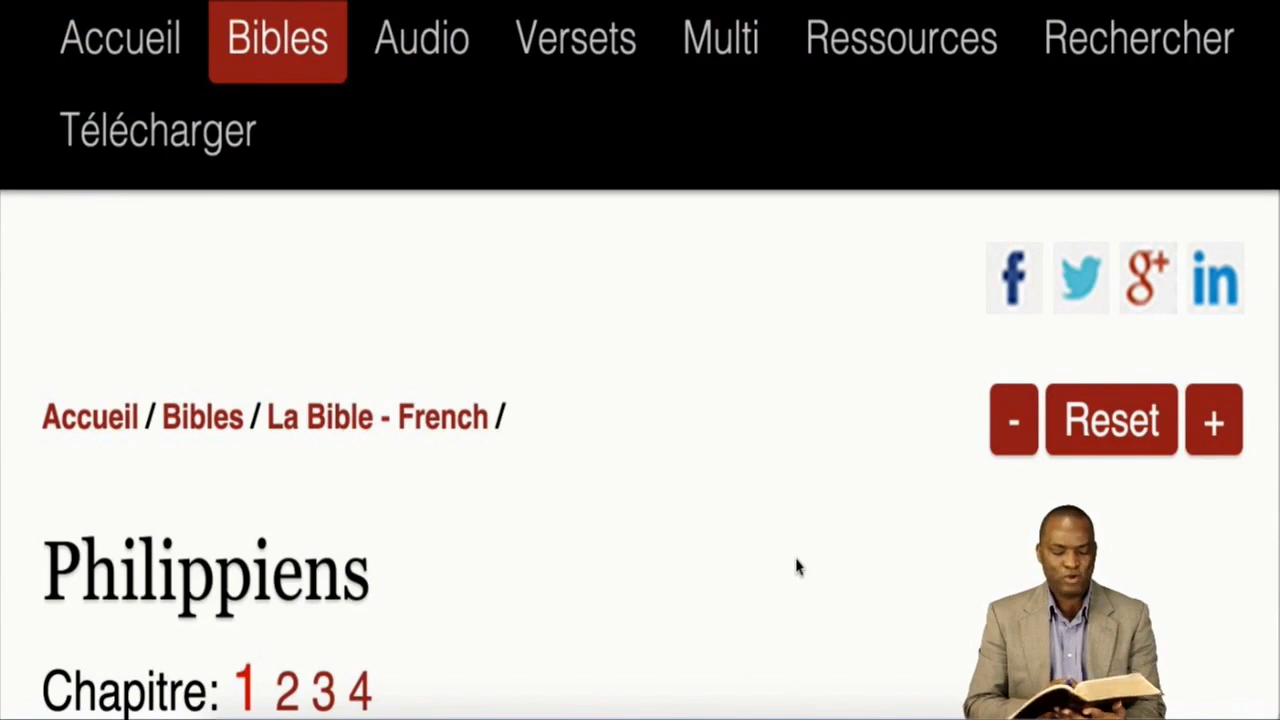 Accueil Bibles Audio Versets Multi Ressources Rechercher
Télécharger
f g+ in
Accueil / Bibles / La Bible - French /
- Reset +
Philippiens
Chapitre: 1 2 3 4